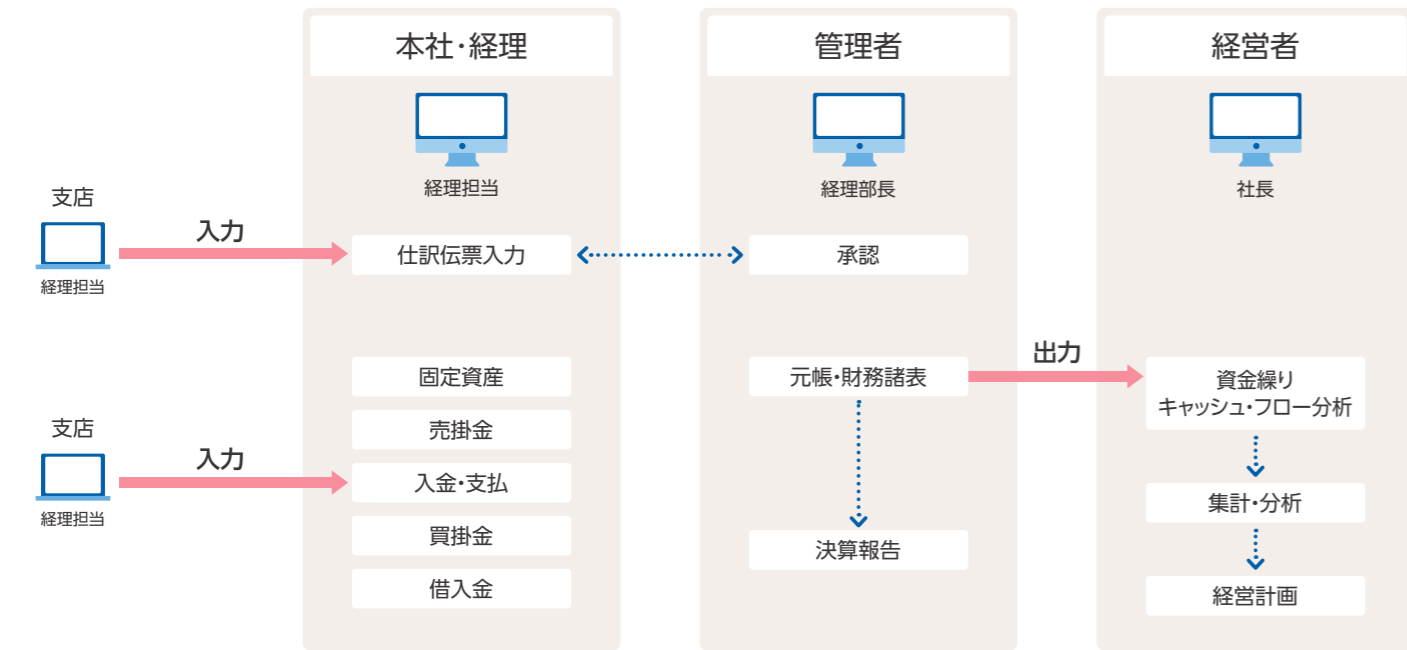 本社・経理
管理者
経営者
経理担当
経理部長
社長
支店
経理担当
入力
仕訳伝票入力
承認
固定資産
売掛金
入金・支払
買掛金
借入金
支店
経理担当
入力
元帳・財務諸表
決算報告
出力
資金繰り
キャッシュ・フロー分析
集計・分析
経営計画